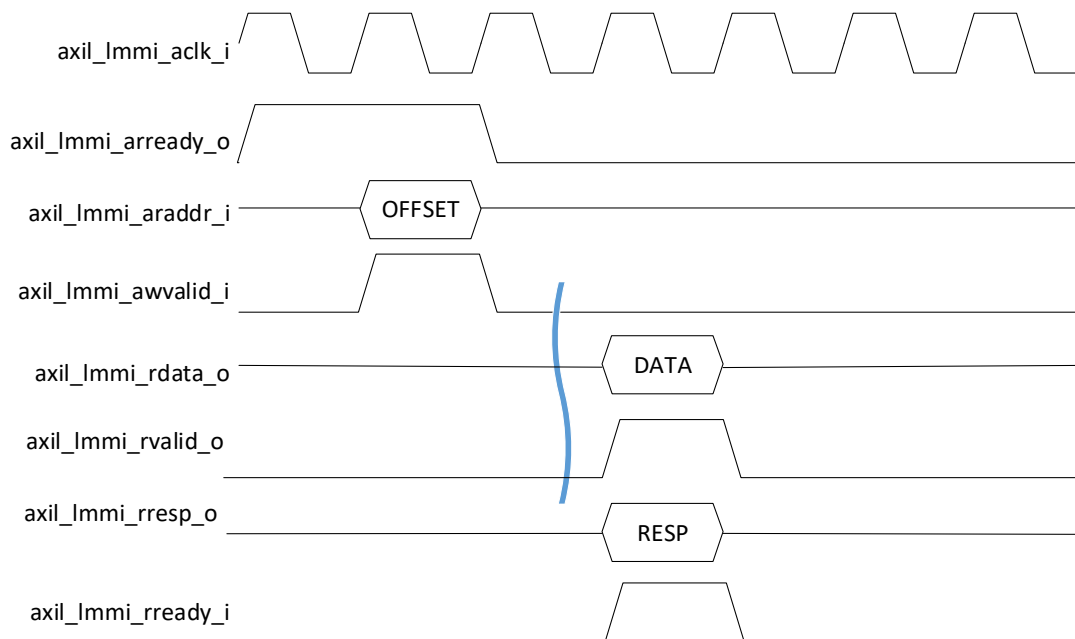 axil_lmmi_aclk_i
axil_lmmi_arready_o
axil_lmmi_araddr_i
OFFSET
axil_lmmi_awvalid_i
axil_lmmi_rdata_o
DATA
axil_lmmi_rvalid_o
axil_lmmi_rresp_o
RESP
axil_lmmi_rready_i